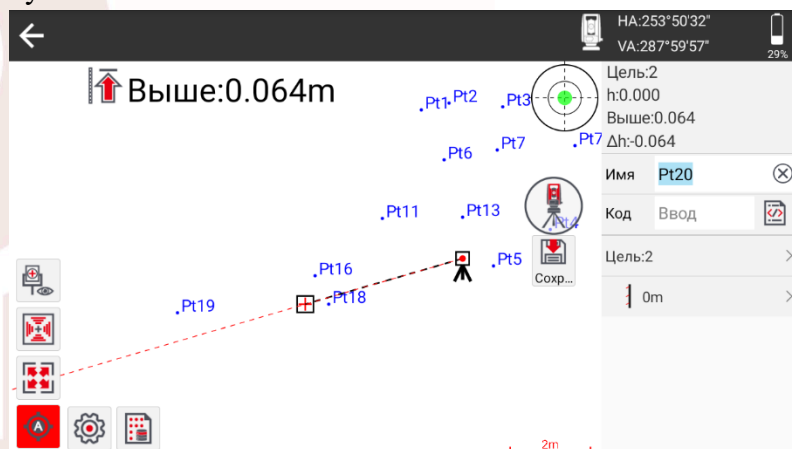 HA:253°50'32"
VA:287°59'57"
29%
Выше:0.064m
Цель:2
h:0.000
Выше:0.064
Δh:-0.064
Имя Pt20
Код Ввод
Цель:2
0m
Pt1
Pt2
Pt3
Pt6
Pt7
Pt7
Pt11
Pt13
Pt4
Pt5
Сохр...
Pt16
Pt18
Pt19
A
2m